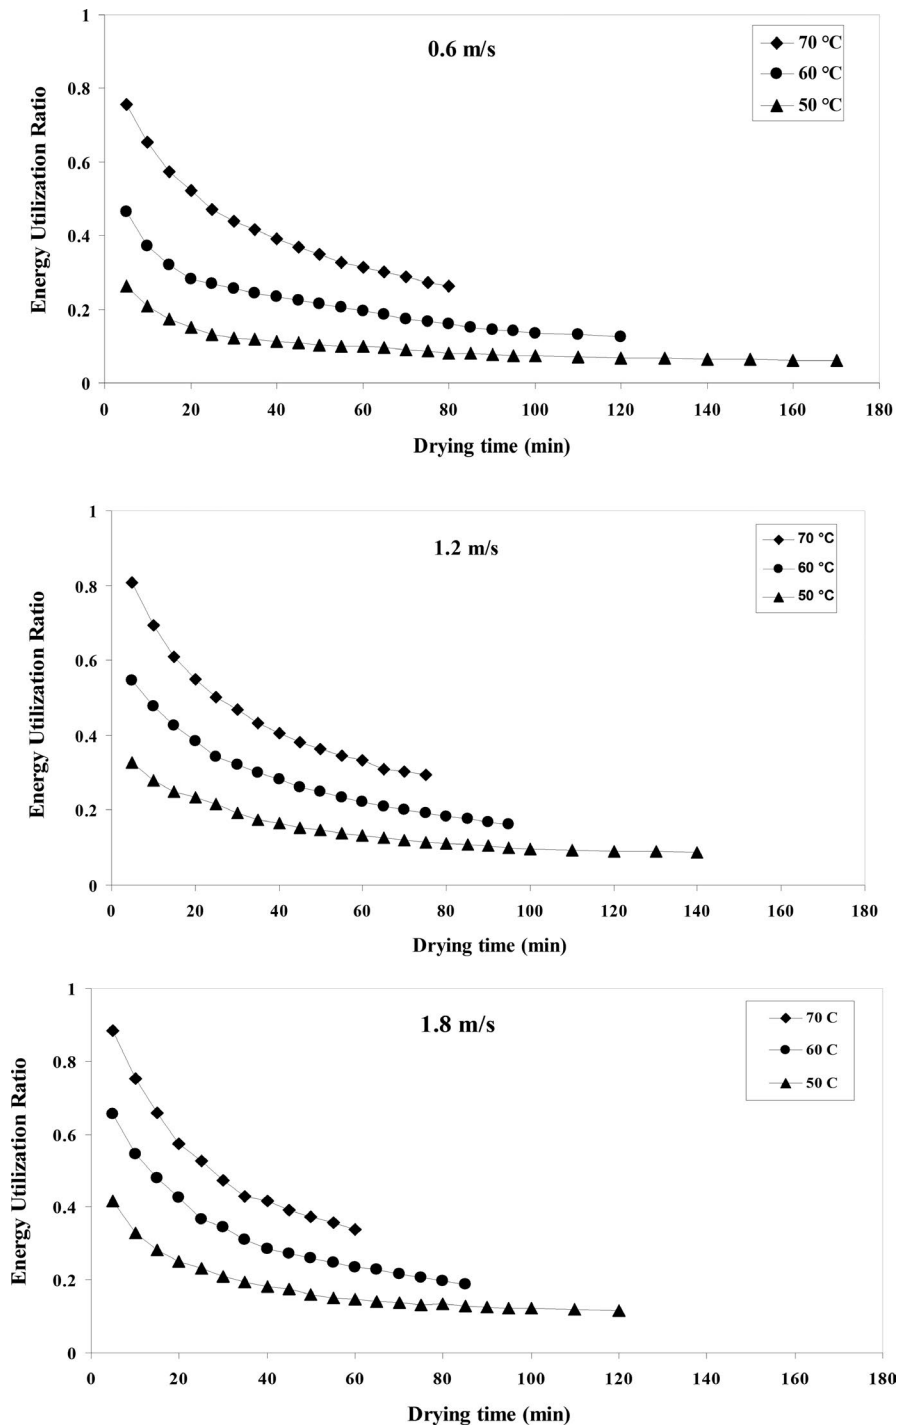 1
0.6 m/s
70 °C
60 °C
50 °C
0.8
0.6
0.4
0.2
0
Energy Utilization Ratio
0 20 40 60 80 100 120 140 160 180
Drying time (min)
1
1.2 m/s
70 °C
60 °C
50 °C
0.8
0.6
0.4
0.2
0
Energy Utilization Ratio
0 20 40 60 80 100 120 140 160 180
Drying time (min)
1
1.8 m/s
70 C
60 C
50 C
0.8
0.6
0.4
0.2
0
Energy Utilization Ratio
0 20 40 60 80 100 120 140 160 180
Drying time (min)